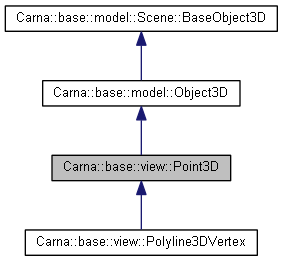 Carna::base::model::Scene::BaseObject3D
Carna::base::model::Object3D
Carna::base::view::Point3D
Carna::base::view::Polyline3DVertex